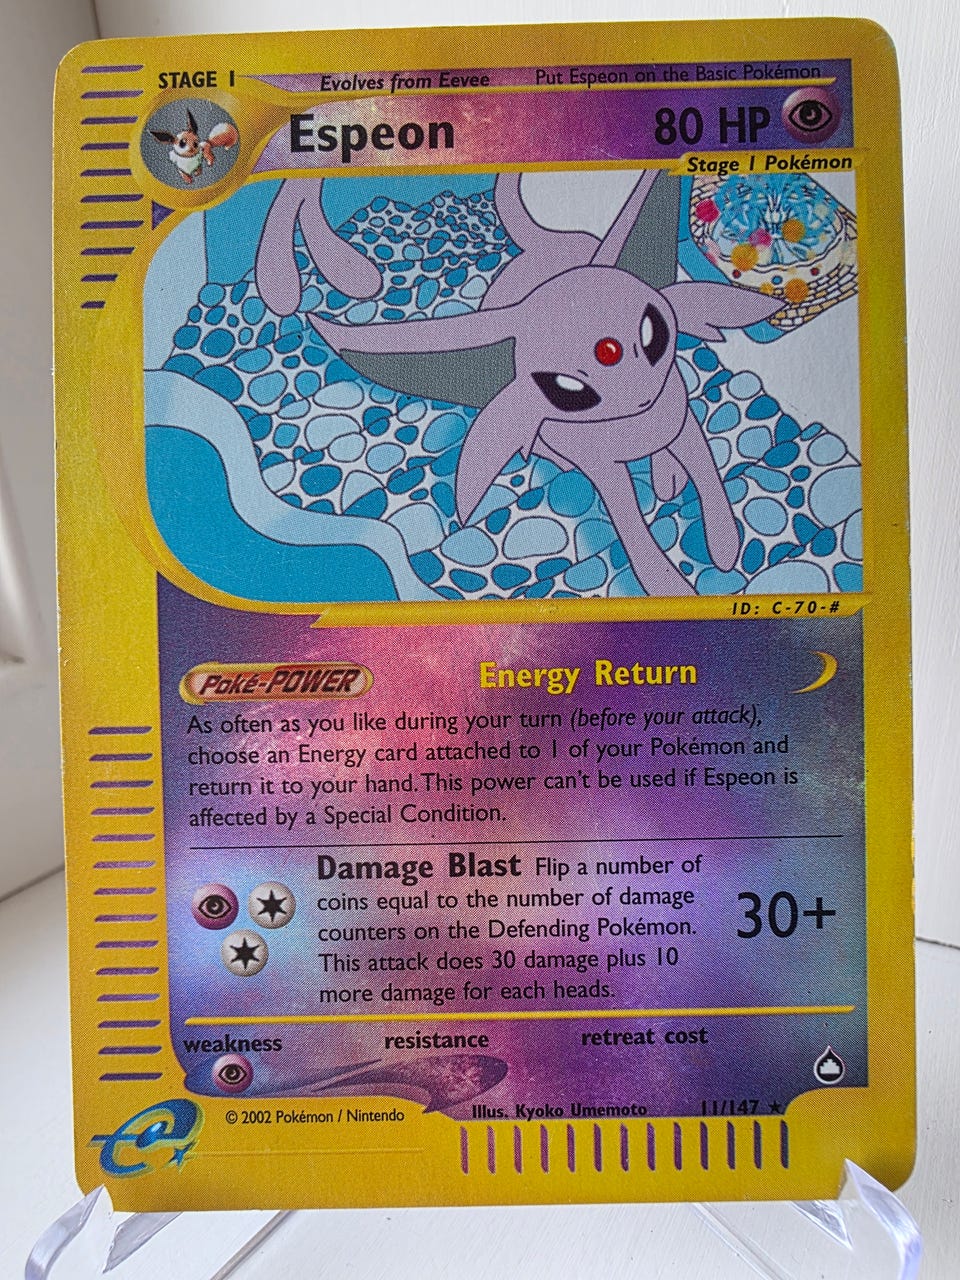 STAGE 1 Evolves from Eevee Put Espeon on the Basic Pokémon
Espeon 80 HP
Stage 1 Pokémon
ID: C-70-#
Poké-POWER Energy Return
As often as you like during your turn (before your attack),
choose an Energy card attached to 1 of your Pokémon and
return it to your hand. This power can't be used if Espeon is
affected by a Special Condition.
Damage Blast Flip a number of
coins equal to the number of damage
counters on the Defending Pokémon.
This attack does 30 damage plus 10
more damage for each heads.
30+
weakness resistance retreat cost
© 2002 Pokémon / Nintendo Illus. Kyoko Umemoto 11/147 ★
e